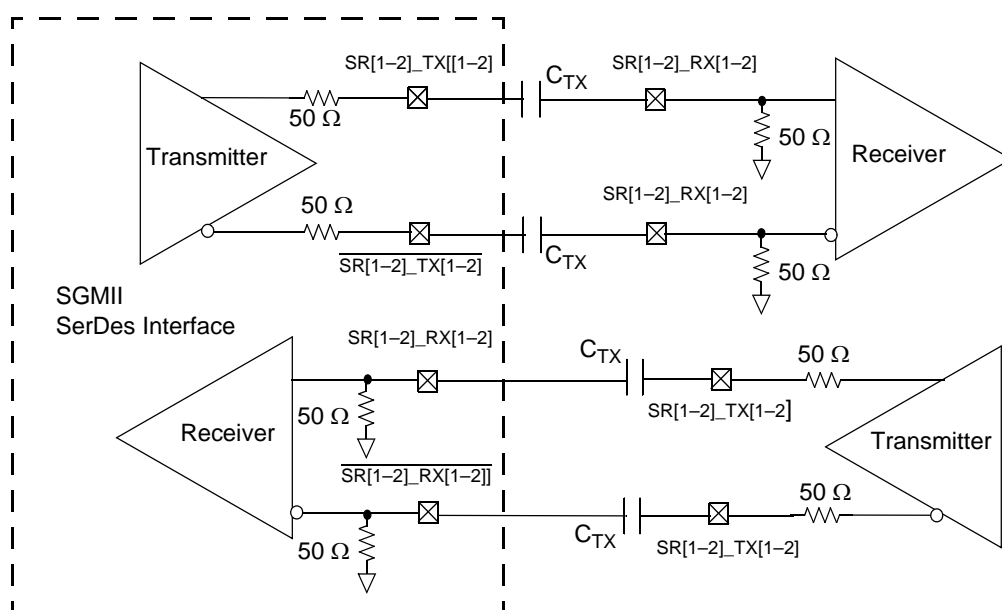 SR[1–2]_TX[[1–2]
C_TX
SR[1–2]_RX[1–2]
50 Ω
50 Ω
Transmitter
Receiver
50 Ω
SR[1–2]_RX[1–2]
SR[1–2]_TX[1–2]
C_TX
50 Ω
SGMII
SerDes Interface
SR[1–2]_RX[1–2]
C_TX
50 Ω
50 Ω
SR[1–2]_TX[1–2]
Receiver
Transmitter
SR[1–2]_RX[1–2]]
50 Ω
50 Ω
C_TX
SR[1–2]_TX[1–2]